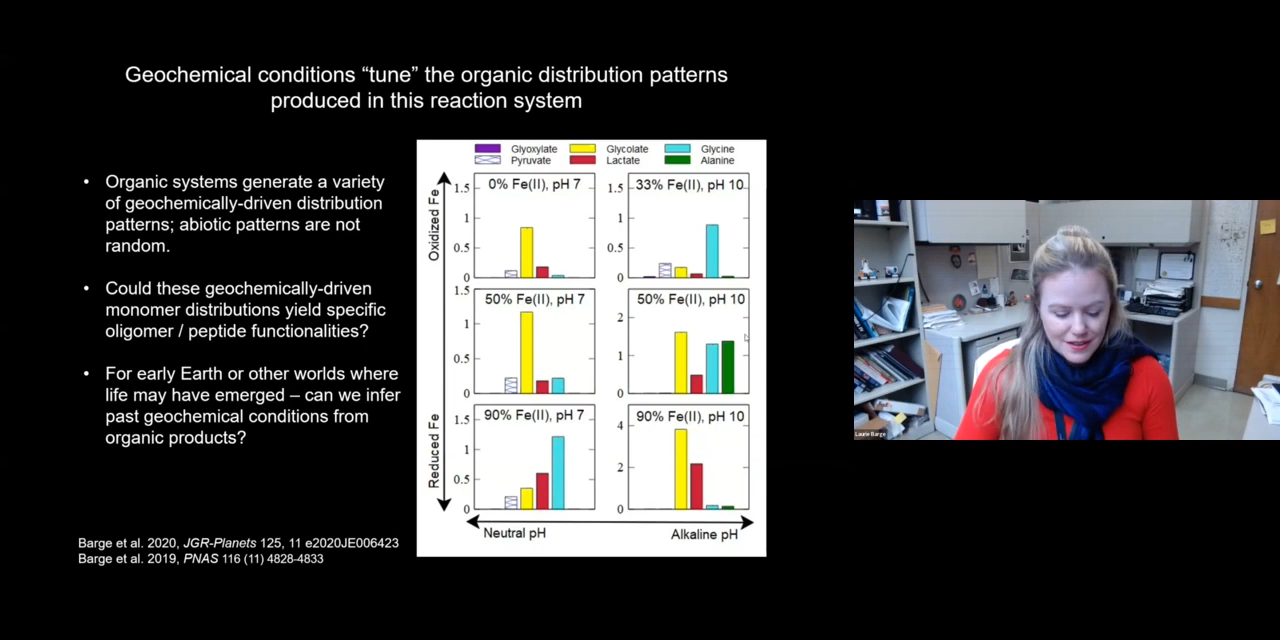 Geochemical conditions “tune” the organic distribution patterns
produced in this reaction system
• Organic systems generate a variety
of geochemically-driven distribution
patterns; abiotic patterns are not
random.
• Could these geochemically-driven
monomer distributions yield specific
oligomer / peptide functionalities?
• For early Earth or other worlds where
life may have emerged – can we infer
past geochemical conditions from
organic products?
Barge et al. 2020, JGR-Planets 125, 11 e2020JE006423
Barge et al. 2019, PNAS 116 (11) 4828-4833
Glyoxylate Glycolate Glycine
Pyruvate Lactate Alanine
Oxidized Fe
Reduced Fe
0% Fe(II), pH 7
1.5
1
0.5
0
33% Fe(II), pH 10
1.5
1
0.5
0
50% Fe(II), pH 7
1.5
1
0.5
0
50% Fe(II), pH 10
2
1
0
90% Fe(II), pH 7
1.5
1
0.5
0
90% Fe(II), pH 10
4
2
0
Neutral pH Alkaline pH
Laurie Barge